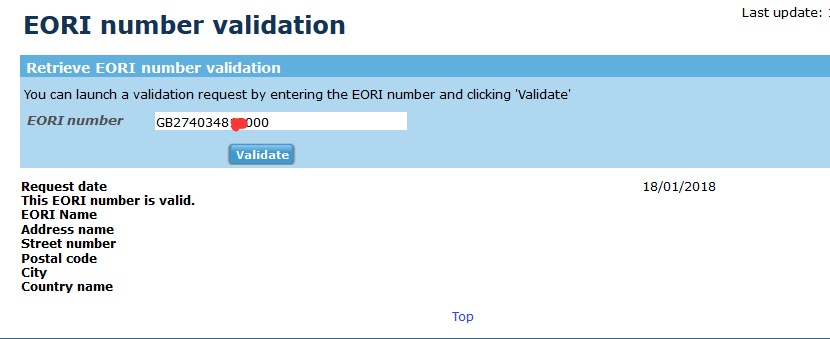 Last update:
EORI number validation
Retrieve EORI number validation
You can launch a validation request by entering the EORI number and clicking 'Validate'
EORI number GB2740348 000
Validate
Request date 18/01/2018
This EORI number is valid.
EORI Name
Address name
Street number
Postal code
City
Country name
Top